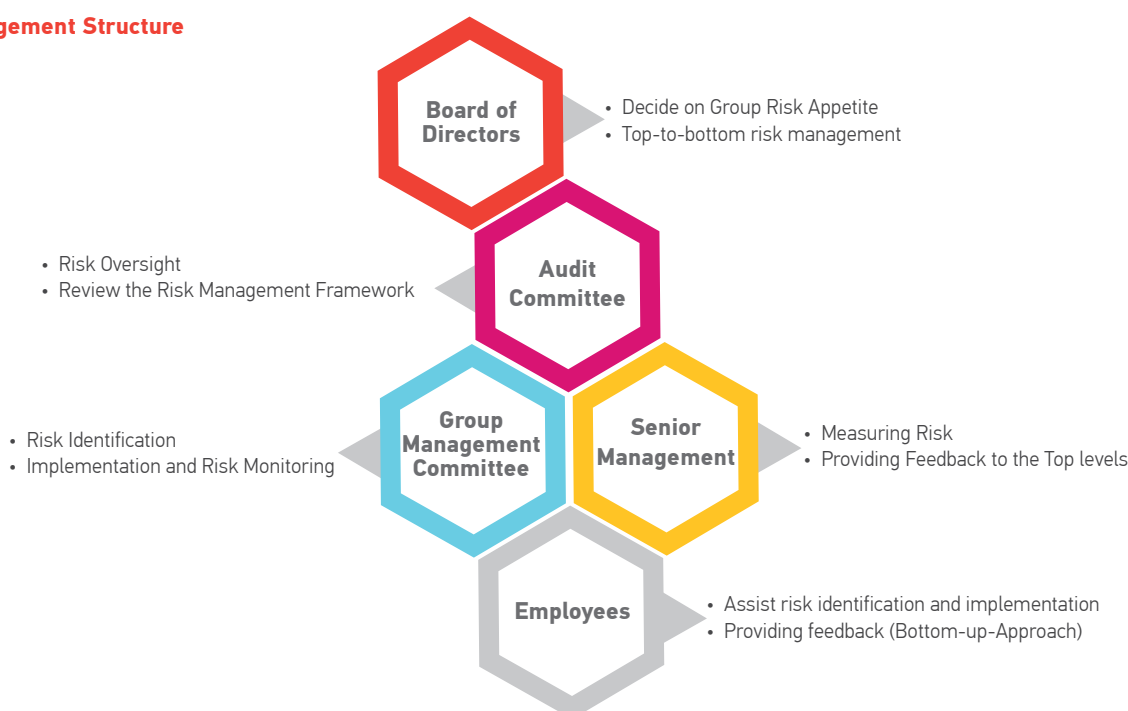 gement Structure
Board of
Directors
• Decide on Group Risk Appetite
• Top-to-bottom risk management
• Risk Oversight
• Review the Risk Management Framework
Audit
Committee
Group
Management
Committee
• Risk Identification
• Implementation and Risk Monitoring
Senior
Management
• Measuring Risk
• Providing Feedback to the Top levels
Employees
• Assist risk identification and implementation
• Providing feedback (Bottom-up-Approach)